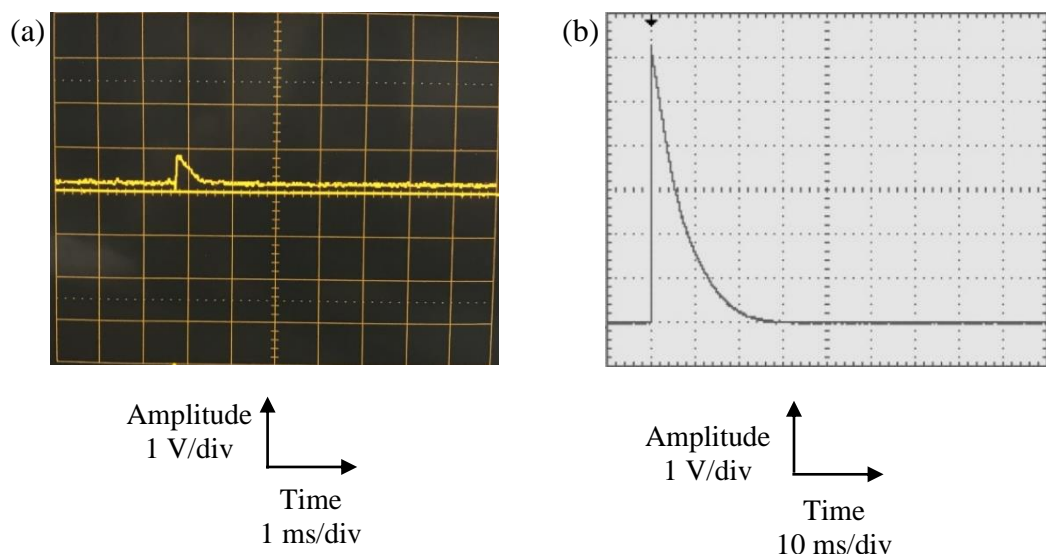 (a)
(b)
Amplitude
1 V/div
Time
1 ms/div
Amplitude
1 V/div
Time
10 ms/div